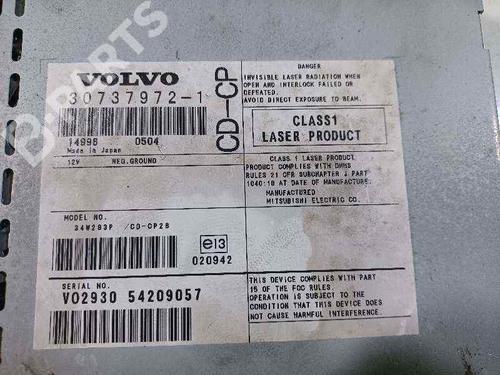 B-PARTS
VOLVO
30737972-1
14998 0504
Made in Japan
12V NEG.GROUND
CD-CP
MODEL NO.
34W283P / CD-CP28
e13
020942
SERIAL NO.
VO2930 54209057
DANGER
INVISIBLE LASER RADIATION WHEN
OPEN AND INTERLOCK FAILED OR
DEFEATED.
AVOID DIRECT EXPOSURE TO BEAM.
CLASS1
LASER PRODUCT
CLASS 1 LASER PRODUCT
PRODUCT COMPLIES WITH DHHS
RULES 21 CFR SUBCHAPTER J PART
1040:10 AT DATE OF MANUFACTURE.
MANUFACTURED
MITSUBISHI ELECTRIC CO.
THIS DEVICE COMPLIES WITH PART
15 OF THE FCC RULES.
OPERATION IS SUBJECT TO THE
CONDITION THAT THIS DEVICE DOES
NOT CAUSE HARMFUL INTERFERENCE.